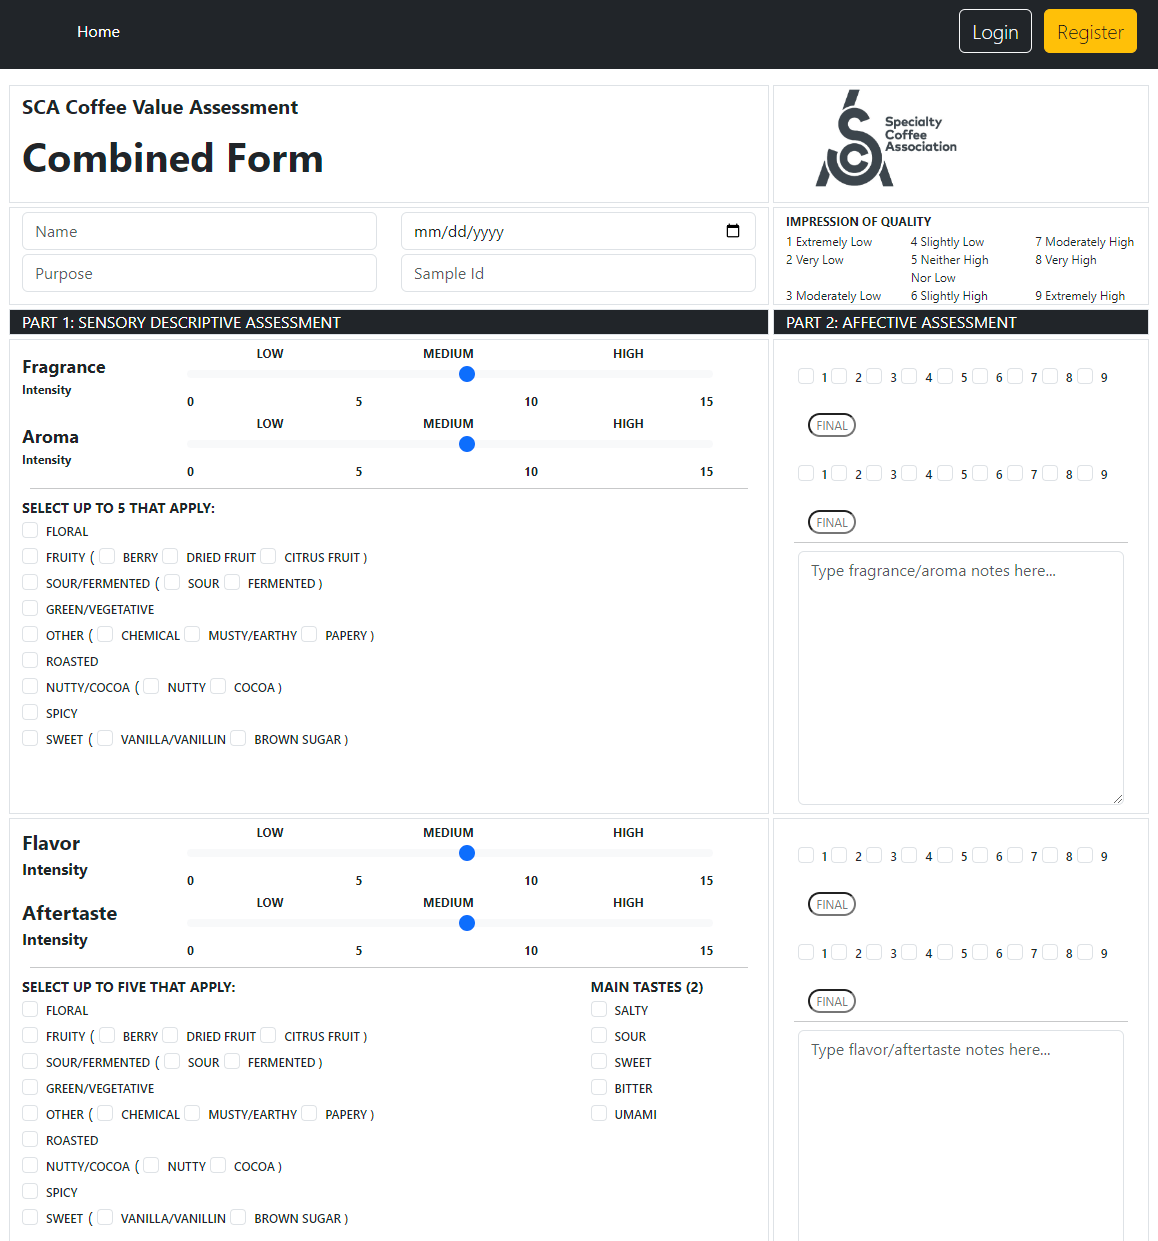 Home
Login
Register
SCA Coffee Value Assessment
Combined Form
Specialty
Coffee
Association
Name
mm/dd/yyyy
Purpose
Sample Id
IMPRESSION OF QUALITY
1 Extremely Low 4 Slightly Low 7 Moderately High
2 Very Low 5 Neither High 8 Very High
Nor Low
3 Moderately Low 6 Slightly High 9 Extremely High
PART 1: SENSORY DESCRIPTIVE ASSESSMENT
PART 2: AFFECTIVE ASSESSMENT
LOW MEDIUM HIGH
Fragrance
Intensity
0 5 10 15
LOW MEDIUM HIGH
Aroma
Intensity
0 5 10 15
SELECT UP TO 5 THAT APPLY:
FLORAL
FRUITY ( BERRY DRIED FRUIT CITRUS FRUIT )
SOUR/FERMENTED ( SOUR FERMENTED )
GREEN/VEGETATIVE
OTHER ( CHEMICAL MUSTY/EARTHY PAPERY )
ROASTED
NUTTY/COCOA ( NUTTY COCOA )
SPICY
SWEET ( VANILLA/VANILLIN BROWN SUGAR )
1 2 3 4 5 6 7 8 9
FINAL
1 2 3 4 5 6 7 8 9
FINAL
Type fragrance/aroma notes here...
LOW MEDIUM HIGH
Flavor
Intensity
0 5 10 15
LOW MEDIUM HIGH
Aftertaste
Intensity
0 5 10 15
SELECT UP TO FIVE THAT APPLY:
FLORAL
FRUITY ( BERRY DRIED FRUIT CITRUS FRUIT )
SOUR/FERMENTED ( SOUR FERMENTED )
GREEN/VEGETATIVE
OTHER ( CHEMICAL MUSTY/EARTHY PAPERY )
ROASTED
NUTTY/COCOA ( NUTTY COCOA )
SPICY
SWEET ( VANILLA/VANILLIN BROWN SUGAR )
MAIN TASTES (2)
SALTY
SOUR
SWEET
BITTER
UMAMI
1 2 3 4 5 6 7 8 9
FINAL
1 2 3 4 5 6 7 8 9
FINAL
Type flavor/aftertaste notes here...